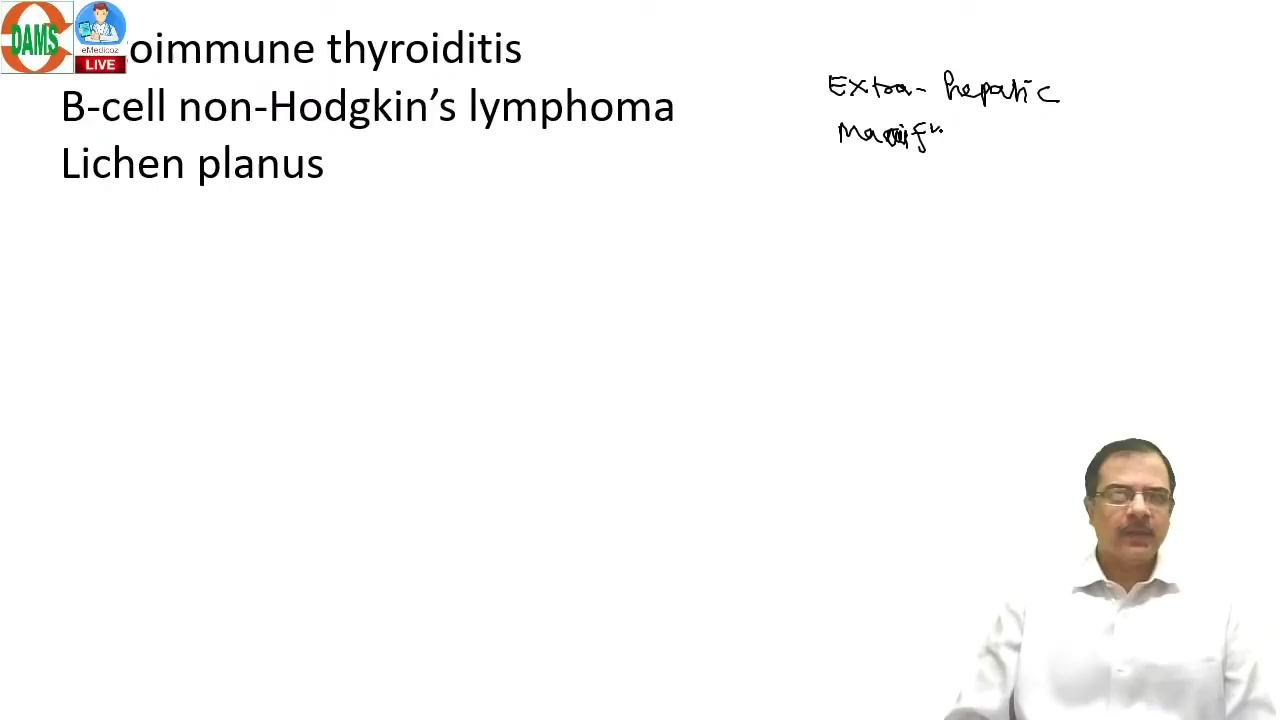 DAMS
eMedicoz
LIVE
oimmune thyroiditis
B-cell non-Hodgkin’s lymphoma
Lichen planus
Extra-hepatic